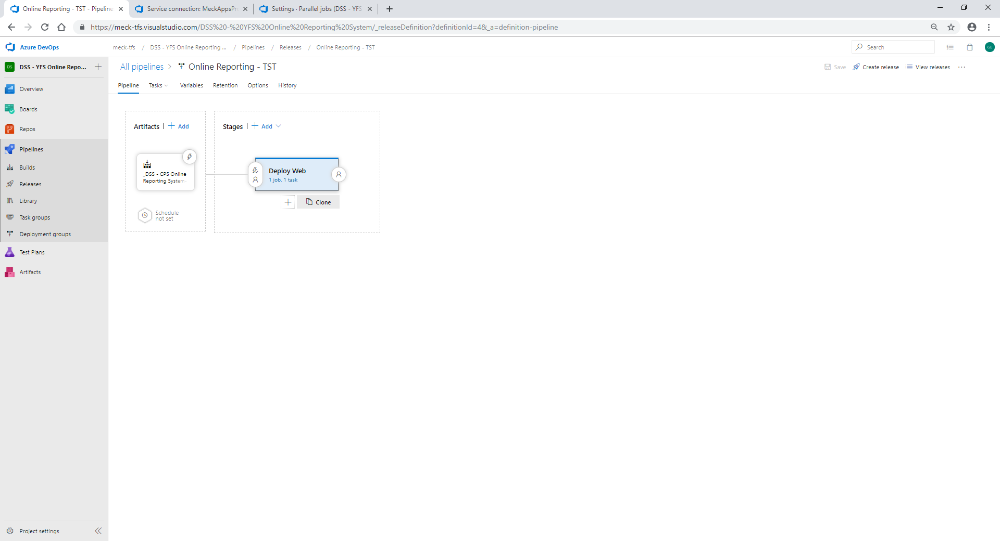 Online Reporting - TST - Pipeline
Service connection: MeckAppsPr
Settings · Parallel jobs (DSS - YFS
https://meck-tfs.visualstudio.com/DSS%20-%20YFS%20Online%20Reporting%20System/_releaseDefinition?definitionId=4&_a=definition-pipeline
Azure DevOps
meck-tfs / DSS - YFS Online Reporting ... / Pipelines / Releases / Online Reporting - TST
Search
GE
DS DSS - YFS Online Repo...
All pipelines > Online Reporting - TST
Save
Create release
View releases
Pipeline Tasks Variables Retention Options History
Overview
Boards
Repos
Pipelines
Builds
Releases
Library
Task groups
Deployment groups
Test Plans
Artifacts
Artifacts | + Add
_DSS - CPS Online
Reporting System-
Schedule
not set
Stages | + Add
Deploy Web
1 job, 1 task
Clone
Project settings